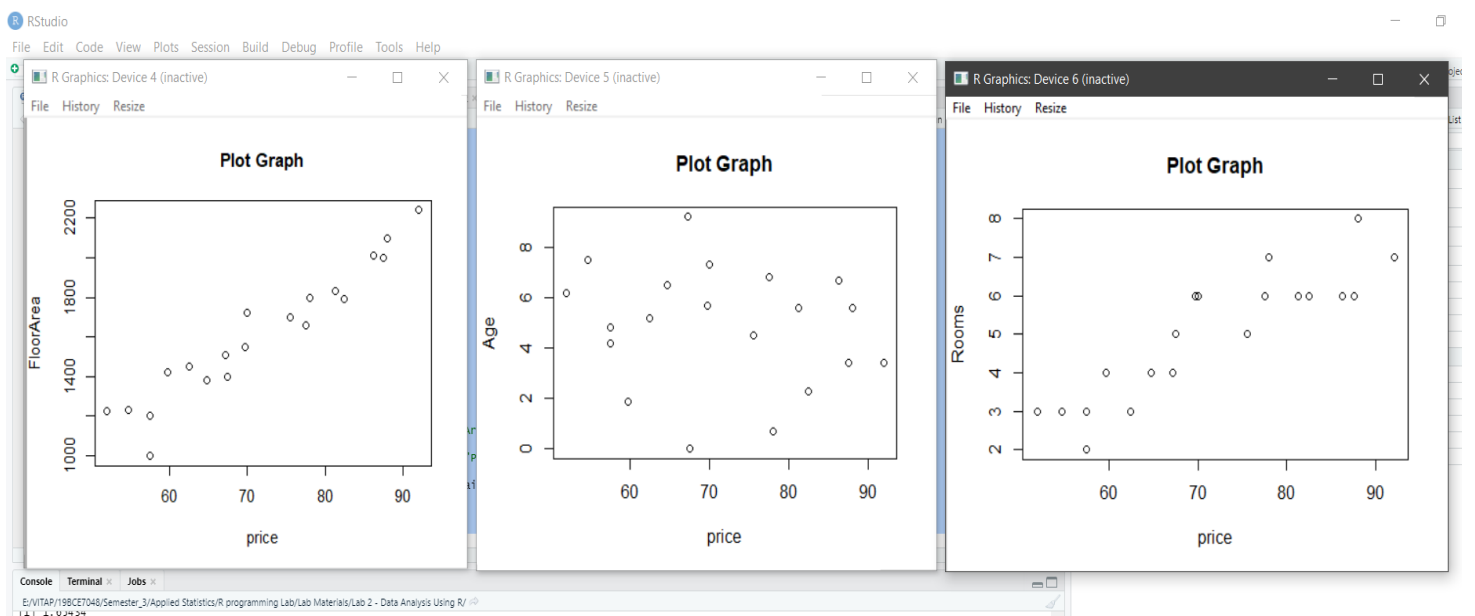 RStudio
File Edit Code View Plots Session Build Debug Profile Tools Help
R Graphics: Device 4 (inactive)
File History Resize
Plot Graph
FloorArea
2200
1800
1400
1000
60 70 80 90
price
R Graphics: Device 5 (inactive)
File History Resize
Plot Graph
Age
8
6
4
2
0
60 70 80 90
price
R Graphics: Device 6 (inactive)
File History Resize
Plot Graph
Rooms
8
7
6
5
4
3
2
60 70 80 90
price
List
Console Terminal × Jobs ×
E:/VITAP/19BCE7048/Semester_3/Applied Statistics/R programming Lab/Lab Materials/Lab 2 - Data Analysis Using R/